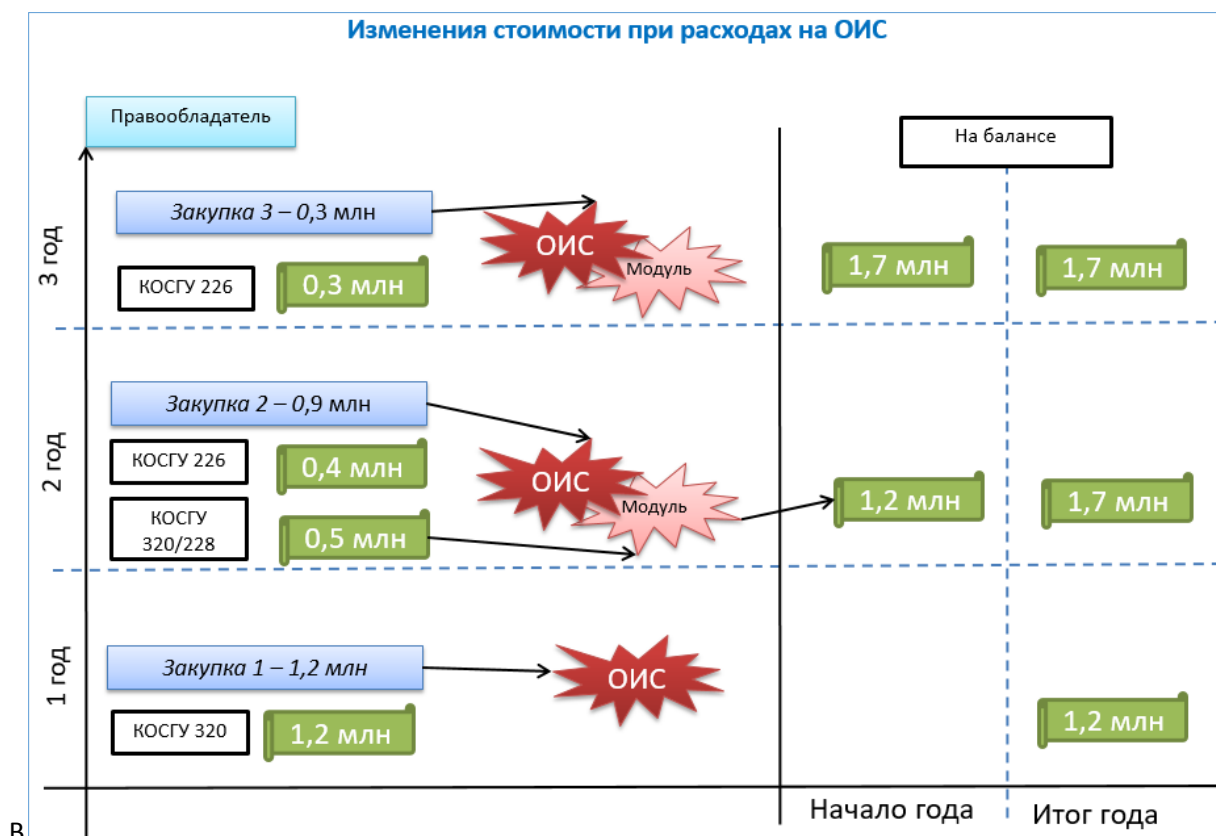 Изменения стоимости при расходах на ОИС
Правообладатель
На балансе
3 год
Закупка 3 – 0,3 млн
КОСГУ 226
0,3 млн
ОИС
Модуль
1,7 млн
1,7 млн
2 год
Закупка 2 – 0,9 млн
КОСГУ 226
0,4 млн
КОСГУ
320/228
0,5 млн
ОИС
Модуль
1,2 млн
1,7 млн
1 год
Закупка 1 – 1,2 млн
КОСГУ 320
1,2 млн
ОИС
1,2 млн
Начало года
Итог года
В